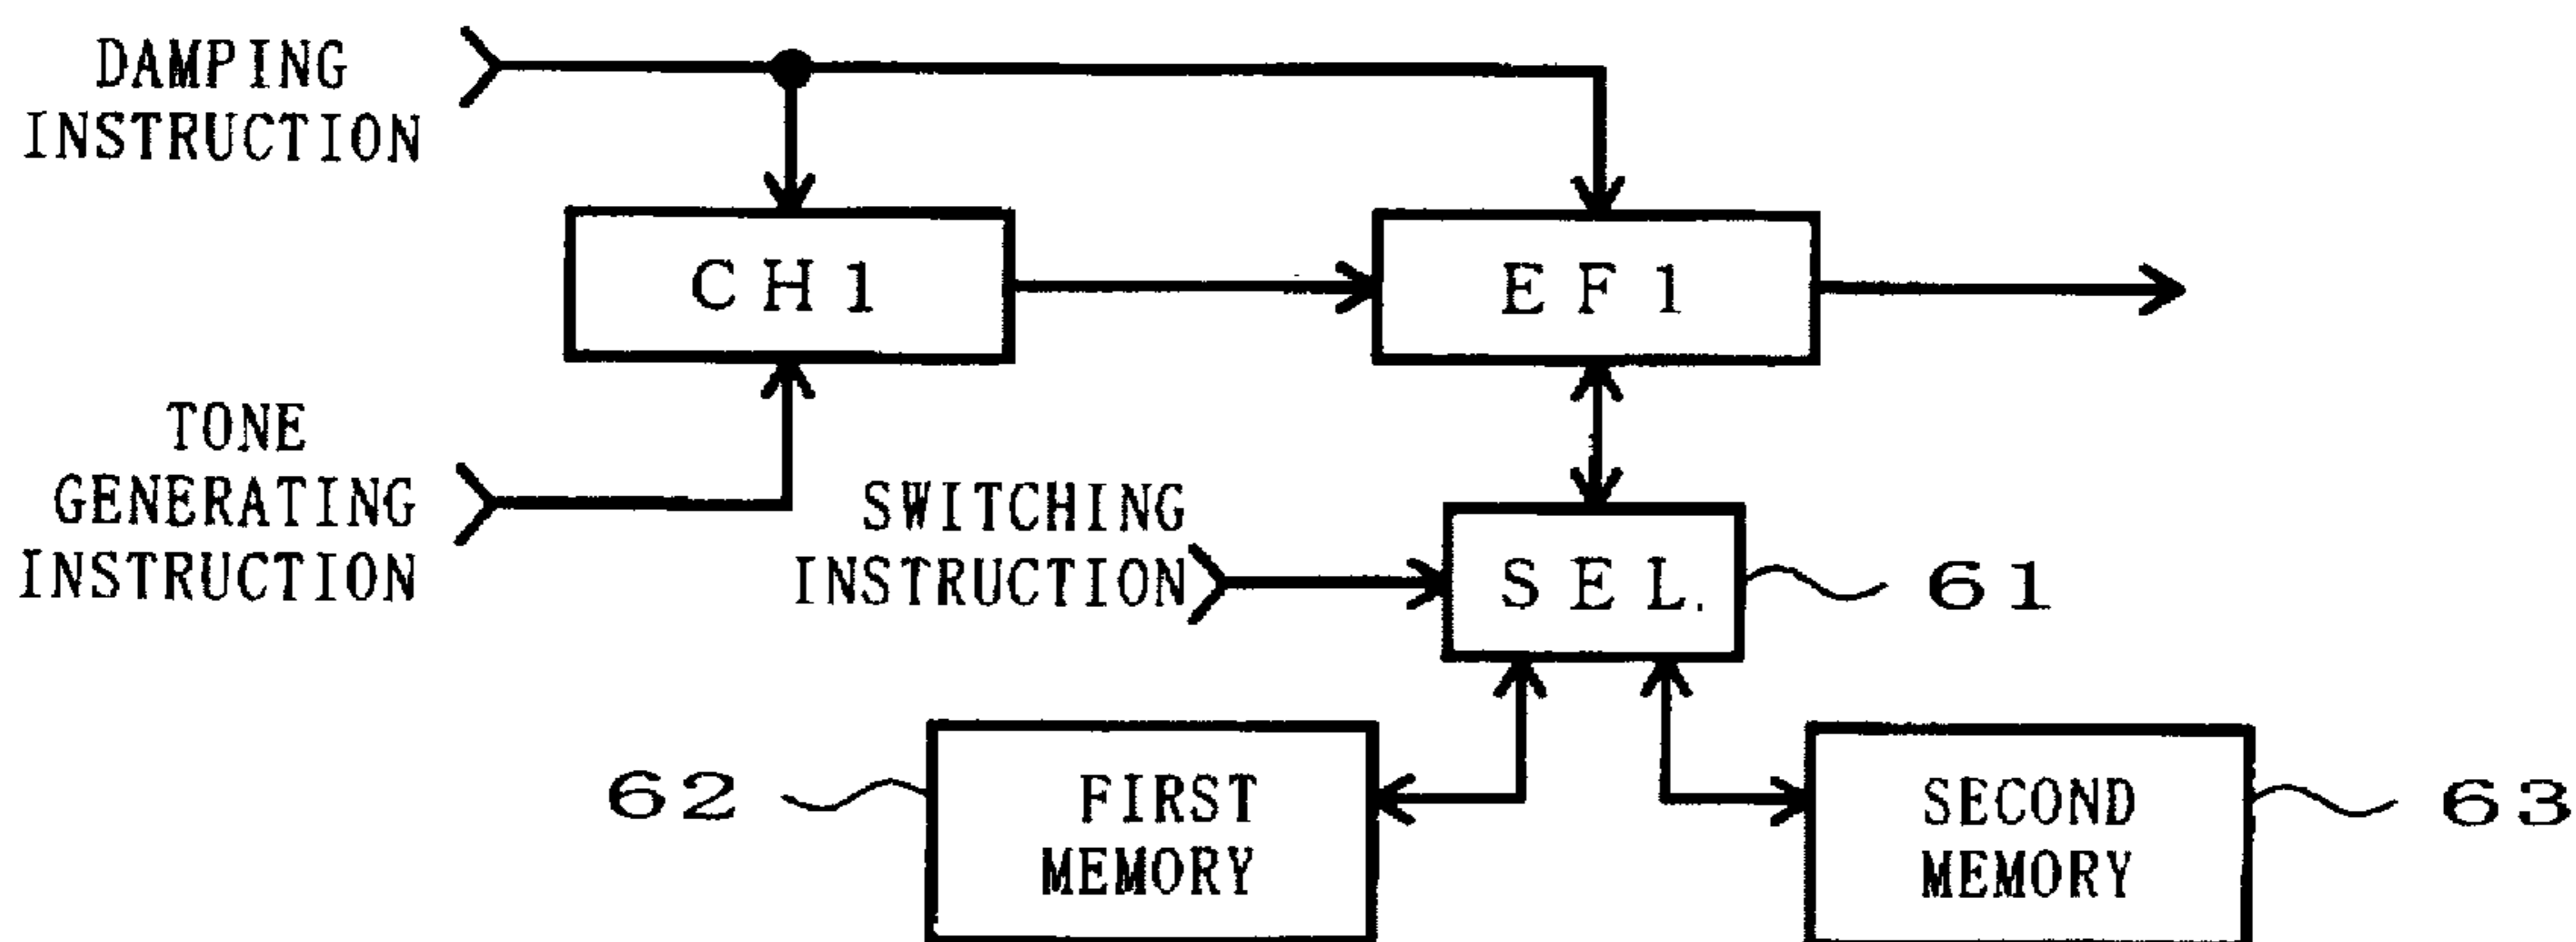 DAMPING
INSTRUCTION
CH1
EF1
TONE
GENERATING
INSTRUCTION
SWITCHING
INSTRUCTION
SEL.
61
62
FIRST
MEMORY
SECOND
MEMORY
63